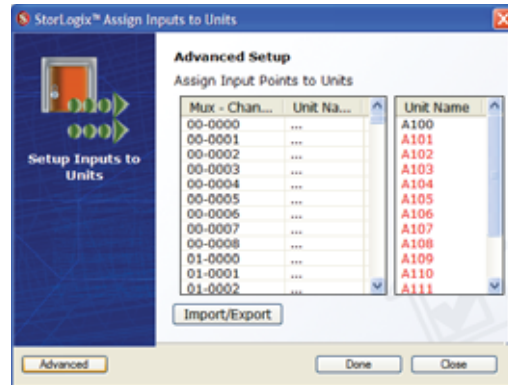 StorLogix™ Assign Inputs to Units
Setup Inputs to
Units
Advanced Setup
Assign Input Points to Units
Mux - Chan... Unit Na...
00-0000 ...
00-0001 ...
00-0002 ...
00-0003 ...
00-0004 ...
00-0005 ...
00-0006 ...
00-0007 ...
00-0008 ...
01-0000 ...
01-0001 ...
01-0002 ...
Unit Name
A100
A101
A102
A103
A104
A105
A106
A107
A108
A109
A110
A111
Import/Export
Advanced
Done
Close